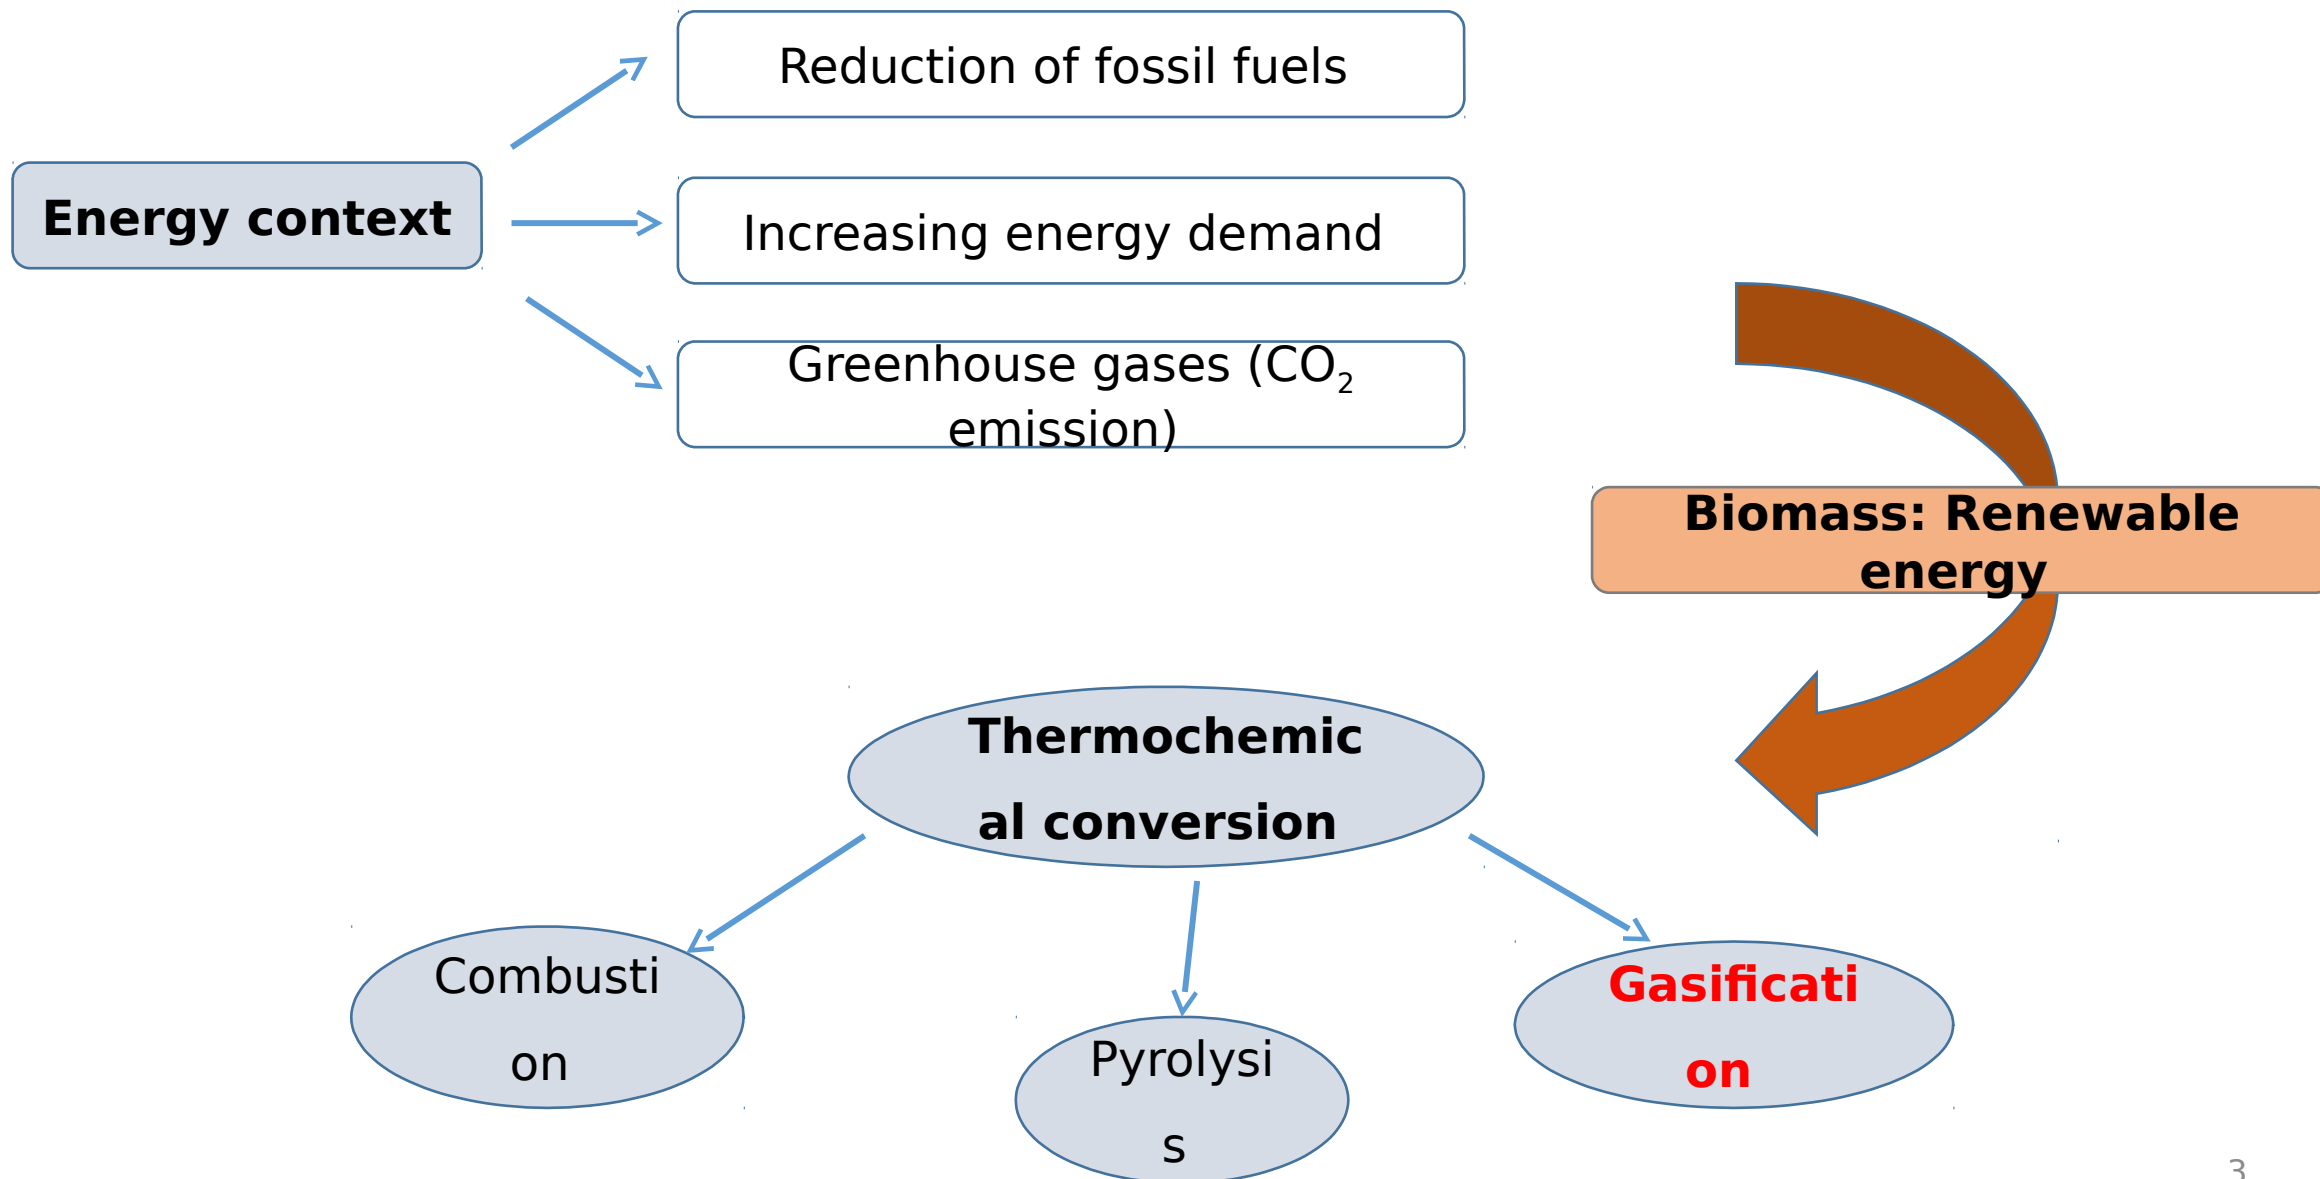 Reduction of fossil fuels
Energy context
Increasing energy demand
Greenhouse gases (CO₂
emission)
Biomass: Renewable
energy
Thermochemic
al conversion
Combusti
on
Pyrolysi
s
Gasificati
on
3